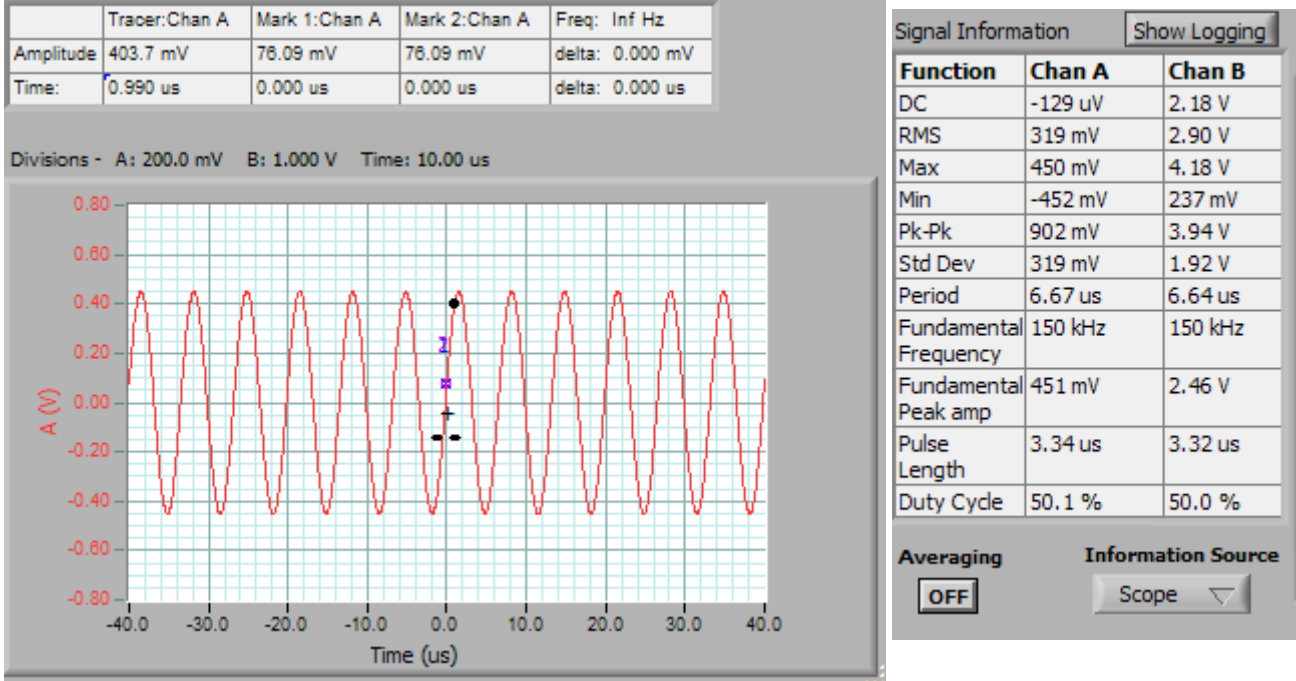 Tracer:Chan A Mark 1:Chan A Mark 2:Chan A Freq: Inf Hz
Amplitude 403.7 mV 76.09 mV 76.09 mV delta: 0.000 mV
Time: 0.990 us 0.000 us 0.000 us delta: 0.000 us
Divisions - A: 200.0 mV B: 1.000 V Time: 10.00 us
0.80
0.60
0.40
0.20
0.00
-0.20
-0.40
-0.60
-0.80
A (V)
1
-40.0 -30.0 -20.0 -10.0 0.0 10.0 20.0 30.0 40.0
Time (us)
Signal Information Show Logging
Function Chan A Chan B
DC -129 uV 2.18 V
RMS 319 mV 2.90 V
Max 450 mV 4.18 V
Min -452 mV 237 mV
Pk-Pk 902 mV 3.94 V
Std Dev 319 mV 1.92 V
Period 6.67 us 6.64 us
Fundamental 150 kHz 150 kHz
Frequency
Fundamental 451 mV 2.46 V
Peak amp
Pulse 3.34 us 3.32 us
Length
Duty Cycle 50.1 % 50.0 %
Averaging Information Source
OFF Scope